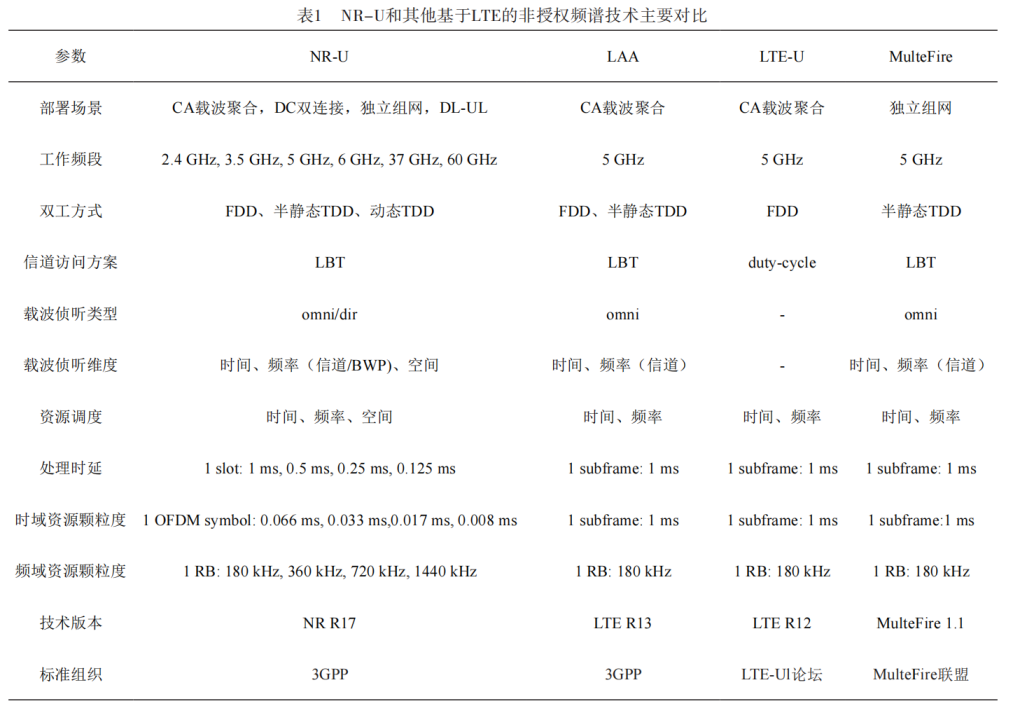 表1 NR-U和其他基于LTE的非授权频谱技术主要对比
参数 NR-U LAA LTE-U MulteFire
部署场景 CA载波聚合，DC双连接，独立组网，DL-UL CA载波聚合 CA载波聚合 独立组网
工作频段 2.4 GHz, 3.5 GHz, 5 GHz, 6 GHz, 37 GHz, 60 GHz 5 GHz 5 GHz 5 GHz
双工方式 FDD、半静态TDD、动态TDD FDD、半静态TDD FDD 半静态TDD
信道访问方案 LBT LBT duty-cycle LBT
载波侦听类型 omni/dir omni - omni
载波侦听维度 时间、频率（信道/BWP)、空间 时间、频率（信道） - 时间、频率（信道）
资源调度 时间、频率、空间 时间、频率 时间、频率 时间、频率
处理时延 1 slot: 1 ms, 0.5 ms, 0.25 ms, 0.125 ms 1 subframe: 1 ms 1 subframe: 1 ms 1 subframe: 1 ms
时域资源颗粒度 1 OFDM symbol: 0.066 ms, 0.033 ms,0.017 ms, 0.008 ms 1 subframe: 1 ms 1 subframe: 1 ms 1 subframe:1 ms
频域资源颗粒度 1 RB: 180 kHz, 360 kHz, 720 kHz, 1440 kHz 1 RB: 180 kHz 1 RB: 180 kHz 1 RB: 180 kHz
技术版本 NR R17 LTE R13 LTE R12 MulteFire 1.1
标准组织 3GPP 3GPP LTE-Ul论坛 MulteFire联盟